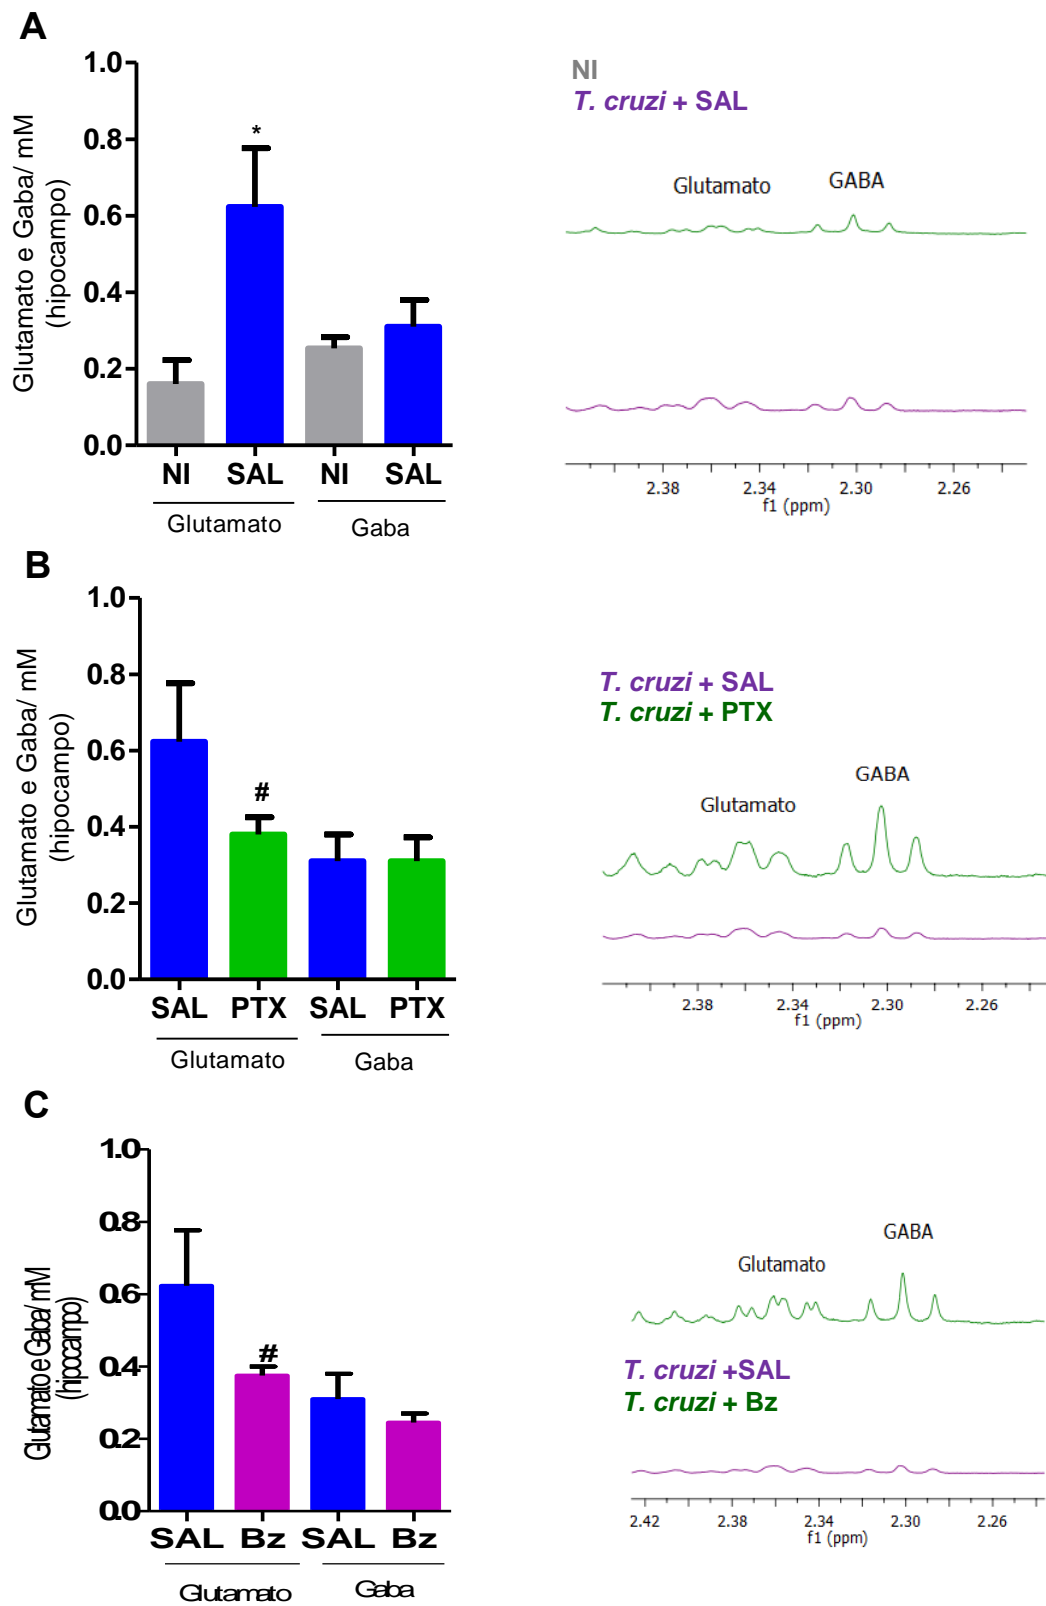 A
1.0
0.8
0.6
0.4
0.2
0.0
Glutamato e Gaba/ mM
(hipocampo)
*
NI SAL NI SAL
Glutamato Gaba
NI
T. cruzi + SAL
Glutamato GABA
2.38 2.34 2.30 2.26
f1 (ppm)
B
1.0
0.8
0.6
0.4
0.2
0.0
Glutamato e Gaba/ mM
(hipocampo)
#
SAL PTX SAL PTX
Glutamato Gaba
T. cruzi + SAL
T. cruzi + PTX
GABA
Glutamato
2.38 2.34 2.30 2.26
f1 (ppm)
C
1.0
0.8
0.6
0.4
0.2
0.0
Glutamato e Gaba/ mM
(hipocampo)
#
SAL Bz SAL Bz
Glutamato Gaba
GABA
Glutamato
T. cruzi +SAL
T. cruzi + Bz
2.42 2.38 2.34 2.30 2.26
f1 (ppm)